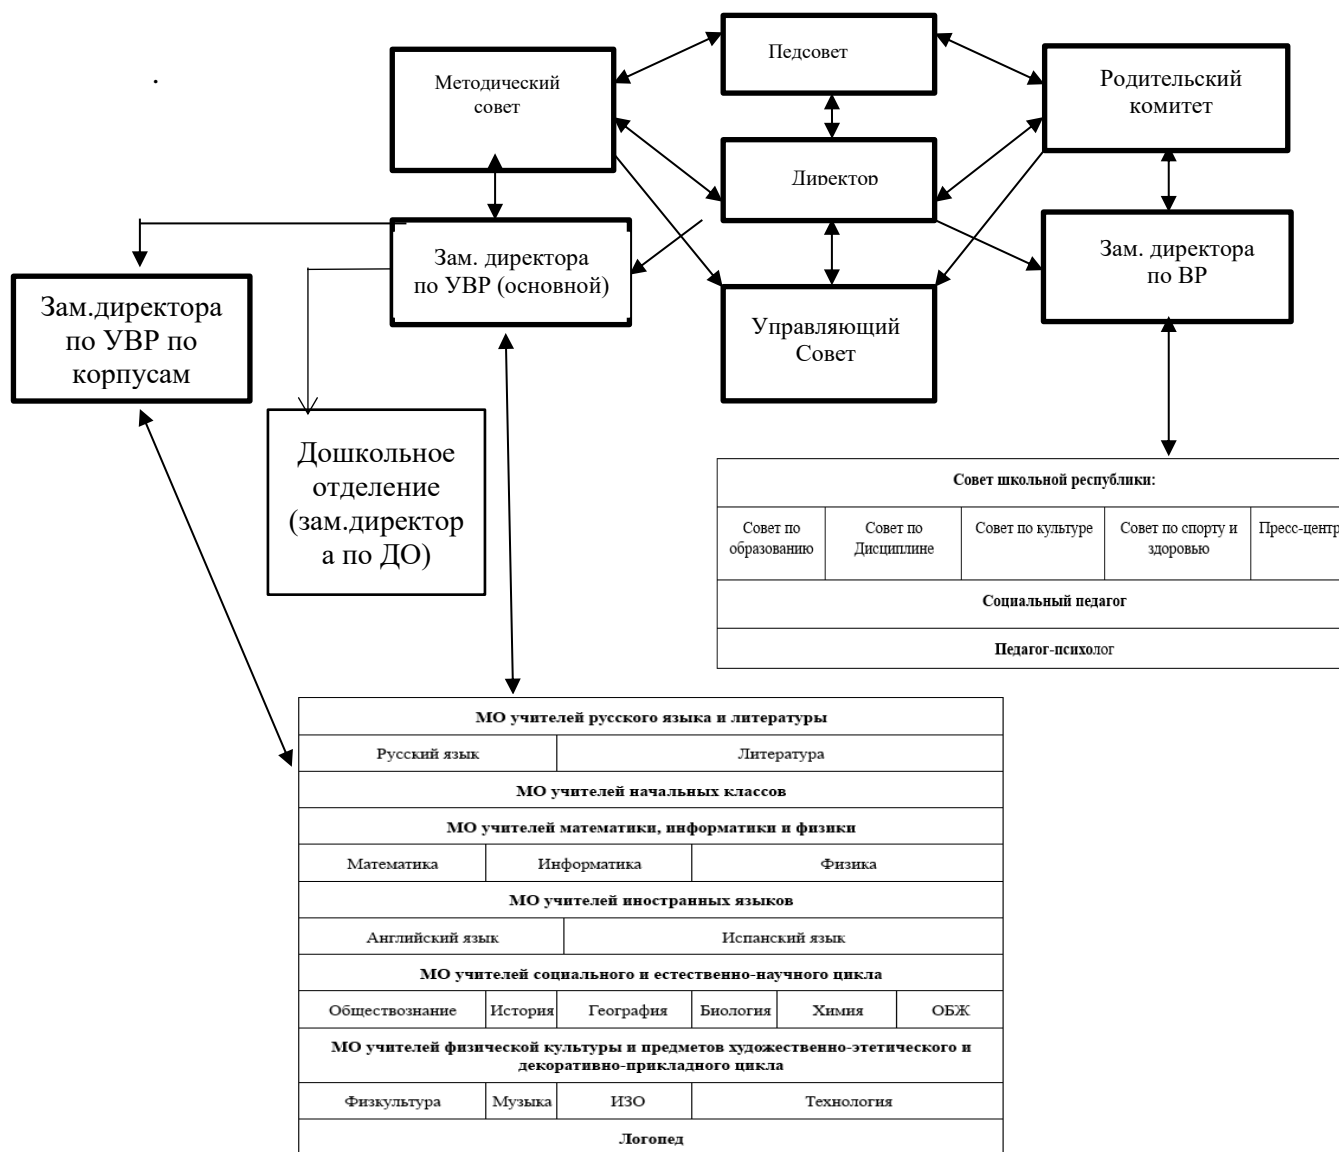 Педсовет
Методический
совет
Родительский
комитет
Директор
Зам. директора
по УВР (основной)
Зам. директора
по ВР
Зам.директора
по УВР по
корпусам
Управляющий
Совет
Дошкольное
отделение
(зам.директор
а по ДО)
Совет школьной республики:
Совет по
образованию
Совет по
Дисциплине
Совет по культуре
Совет по спорту и
здоровью
Пресс-центр
Социальный педагог
Педагог-психолог
МО учителей русского языка и литературы
Русский язык
Литература
МО учителей начальных классов
МО учителей математики, информатики и физики
Математика
Информатика
Физика
МО учителей иностранных языков
Английский язык
Испанский язык
МО учителей социального и естественно-научного цикла
Обществознание
История
География
Биология
Химия
ОБЖ
МО учителей физической культуры и предметов художественно-этетического и
декоративно-прикладного цикла
Физкультура
Музыка
ИЗО
Технология
Логопед